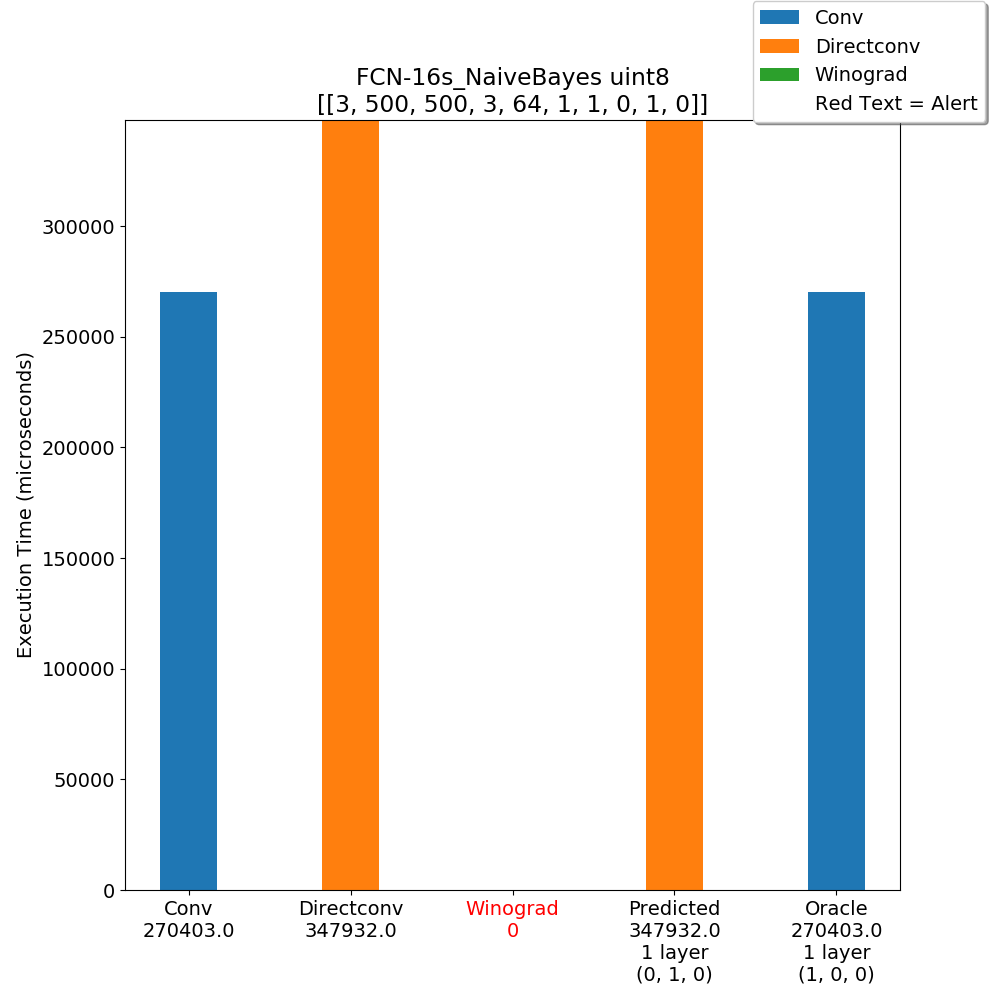 Conv
Directconv
Winograd
Red Text = Alert
FCN-16s_NaiveBayes uint8
[[3, 500, 500, 3, 64, 1, 1, 0, 1, 0]]
Execution Time (microseconds)
300000
250000
200000
150000
100000
50000
0
Conv
270403.0
Directconv
347932.0
Winograd
0
Predicted
347932.0
1 layer
(0, 1, 0)
Oracle
270403.0
1 layer
(1, 0, 0)